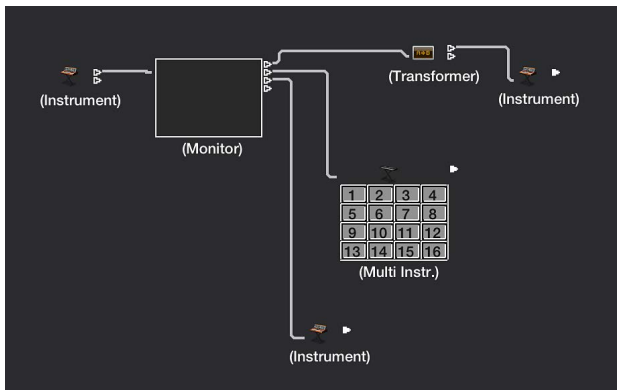 (Instrument)
(Monitor)
(Transformer)
(Instrument)
1 2 3 4
5 6 7 8
9 10 11 12
13 14 15 16
(Multi Instr.)
(Instrument)